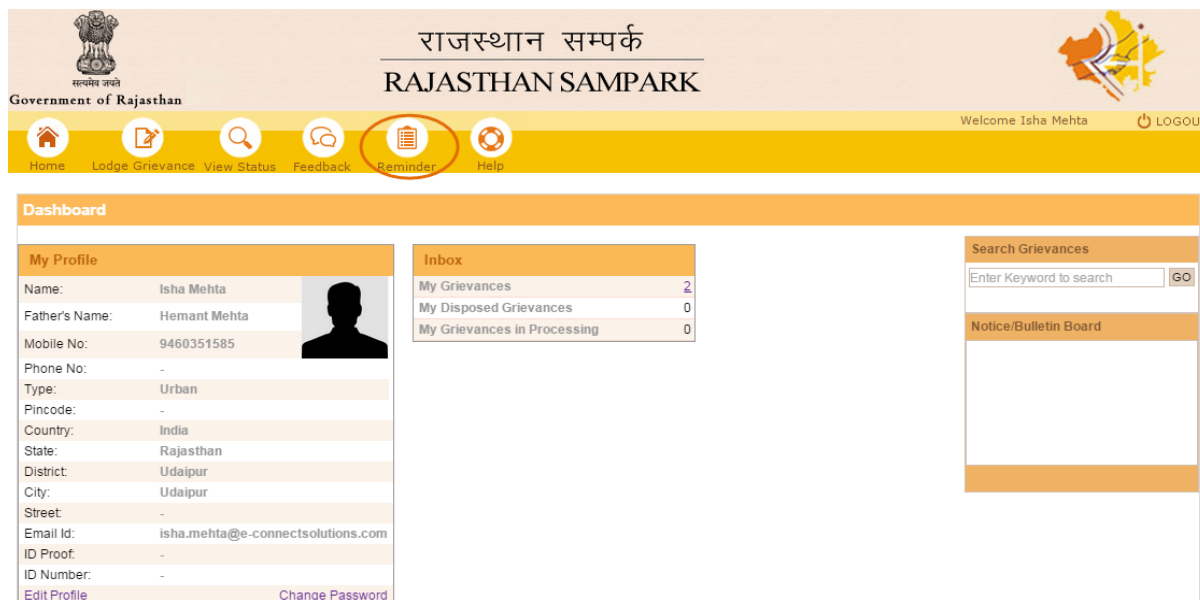 राजस्थान सम्पर्क
RAJASTHAN SAMPARK
सत्यमेव जयते
Government of Rajasthan
Welcome Isha Mehta LOGOU
Home Lodge Grievance View Status Feedback Reminder Help
Dashboard
My Profile
Name: Isha Mehta
Father's Name: Hemant Mehta
Mobile No: 9460351585
Phone No: -
Type: Urban
Pincode: -
Country: India
State: Rajasthan
District: Udaipur
City: Udaipur
Street: -
Email Id: isha.mehta@e-connectsolutions.com
ID Proof: -
ID Number: -
Edit Profile Change Password
Inbox
My Grievances 2
My Disposed Grievances 0
My Grievances in Processing 0
Search Grievances
Enter Keyword to search GO
Notice/Bulletin Board